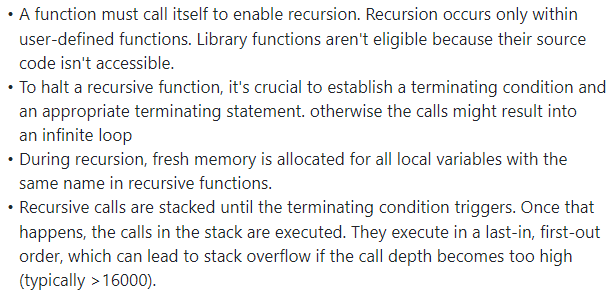 • A function must call itself to enable recursion. Recursion occurs only within
user-defined functions. Library functions aren't eligible because their source
code isn't accessible.
• To halt a recursive function, it's crucial to establish a terminating condition and
an appropriate terminating statement. otherwise the calls might result into
an infinite loop
• During recursion, fresh memory is allocated for all local variables with the
same name in recursive functions.
• Recursive calls are stacked until the terminating condition triggers. Once that
happens, the calls in the stack are executed. They execute in a last-in, first-out
order, which can lead to stack overflow if the call depth becomes too high
(typically >16000).